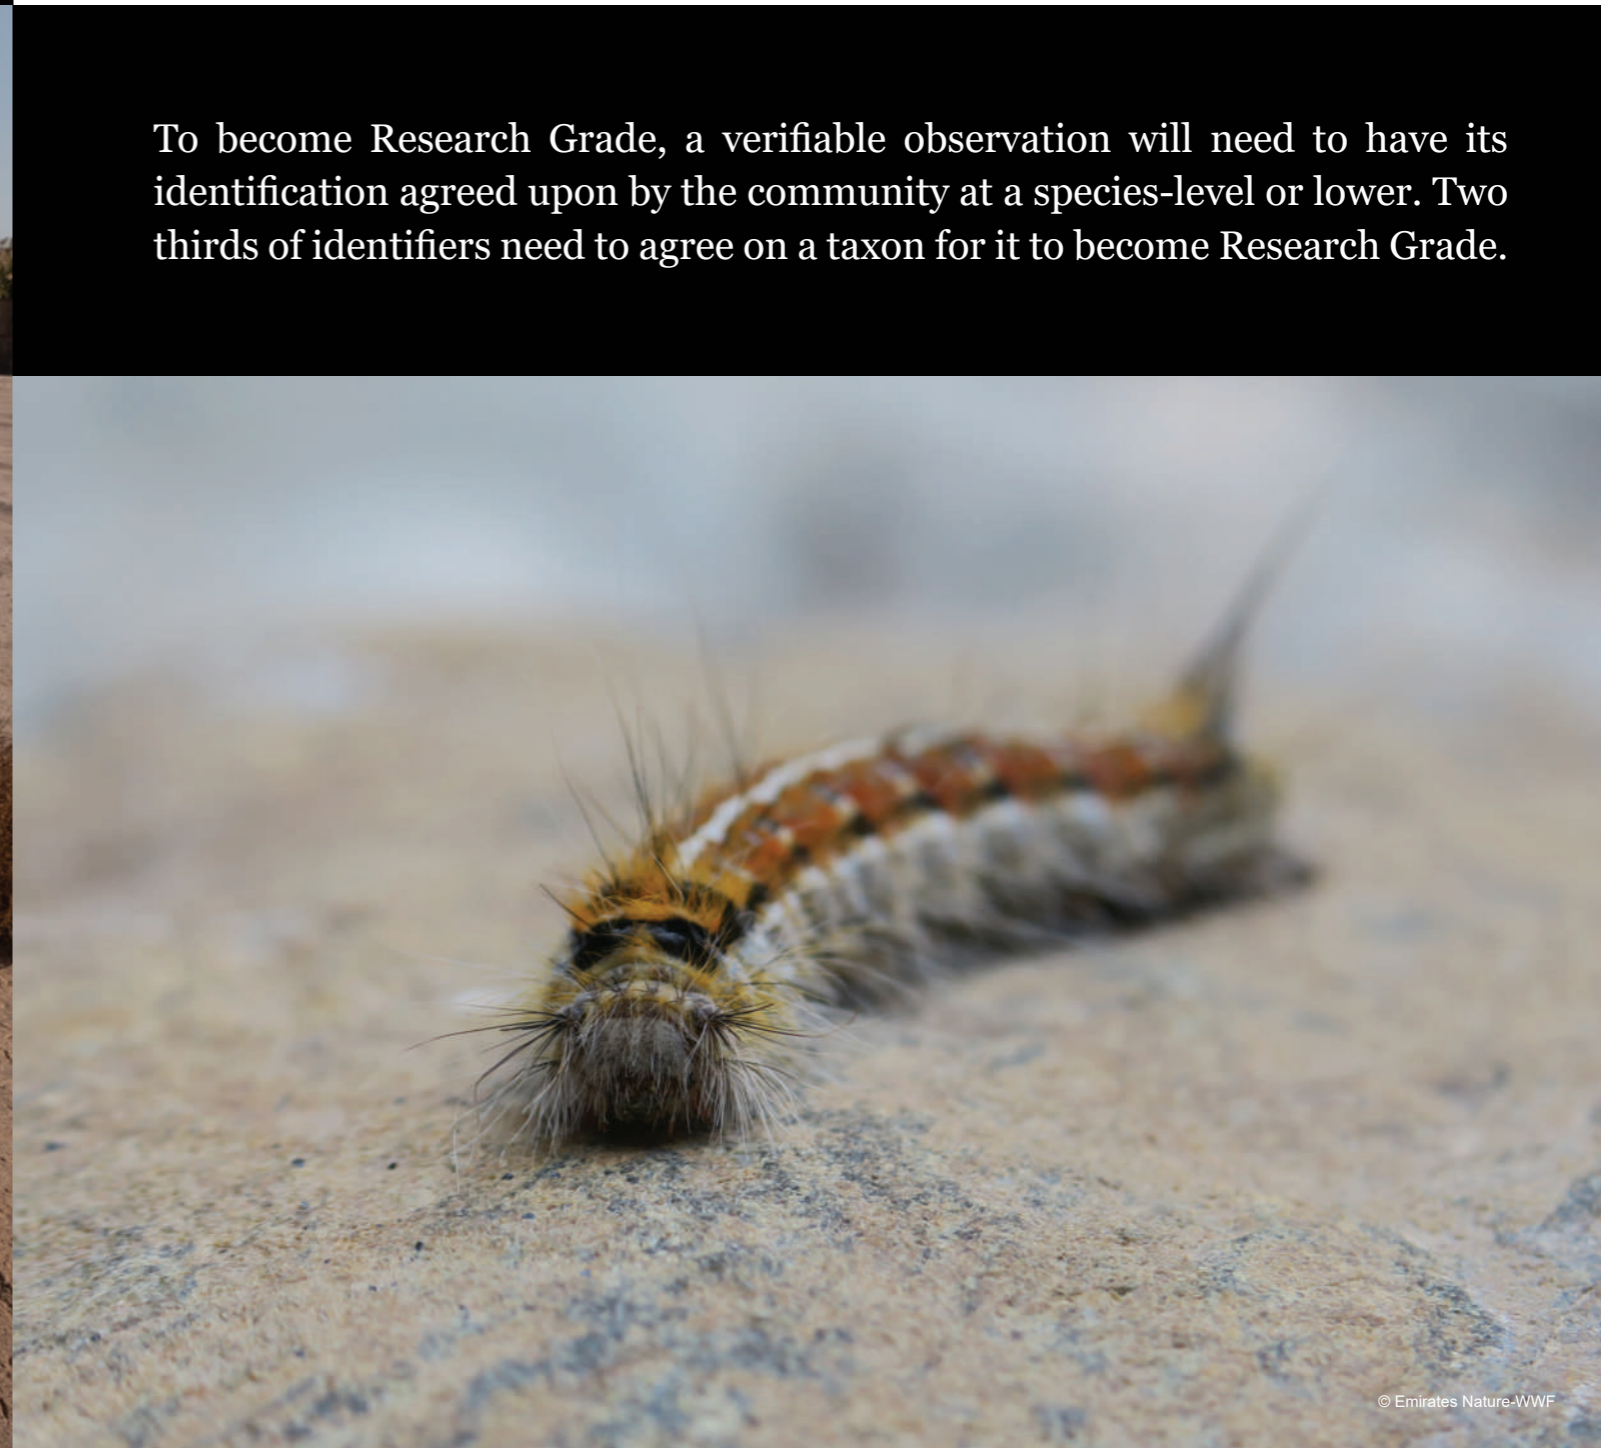 To become Research Grade, a verifiable observation will need to have its
identification agreed upon by the community at a species-level or lower. Two
thirds of identifiers need to agree on a taxon for it to become Research Grade.
© Emirates Nature-WWF